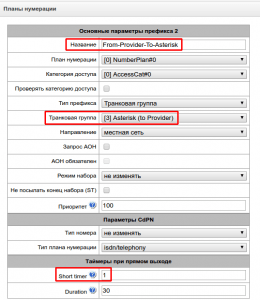 Планы нумерации
Основные параметры префикса 2
Название From-Provider-To-Asterisk
План нумерации [0] NumberPlan#0
Категория доступа [0] AccessCat#0
Проверять категорию доступа
Тип префикса Транковая группа
Транковая группа [3] Asterisk (to Provider)
Направление местная сеть
Запрос АОН
АОН обязателен
Режим набора не изменять
Не посылать конец набора (ST)
Приоритет 100
Параметры CdPN
Тип номера не изменять
Тип плана нумерации isdn/telephony
Таймеры при прямом выходе
Short timer 1
Duration 30